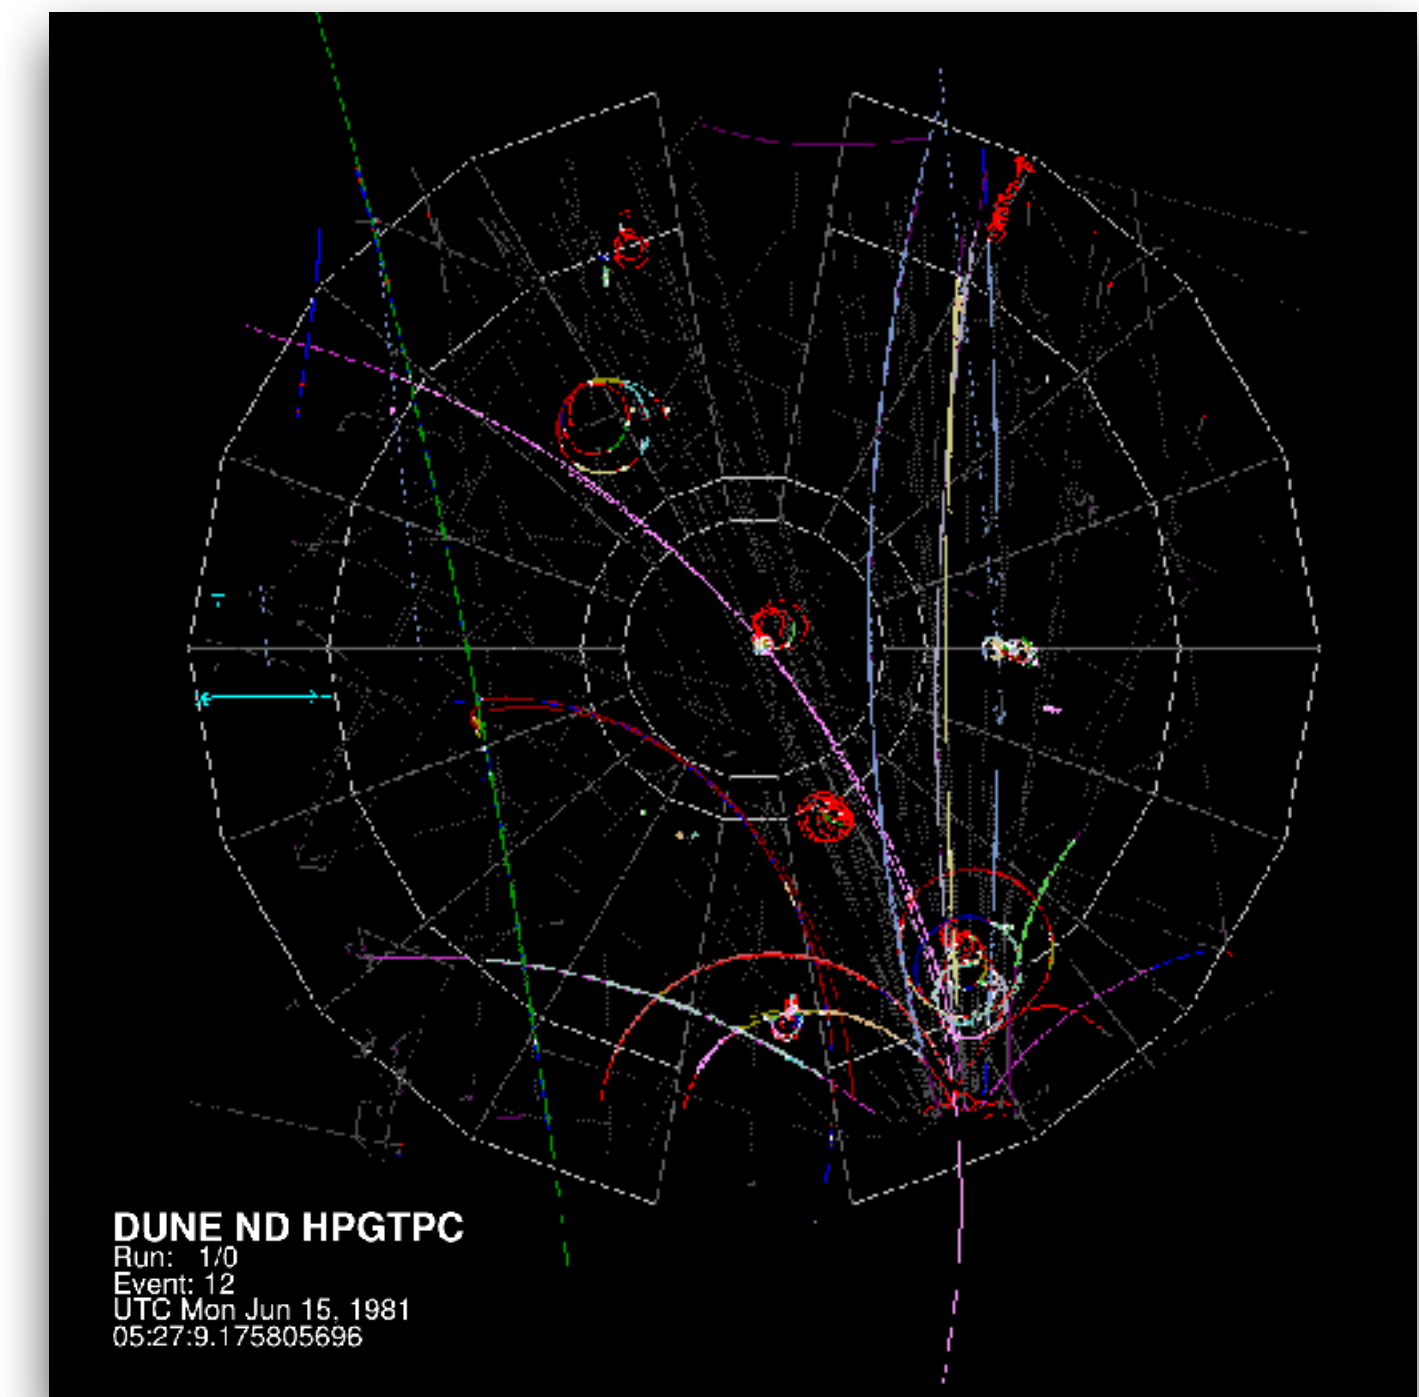 DUNE ND HPGTPC
Run: 1/0
Event: 12
UTC Mon Jun 15, 1981
05:27:9.175805696